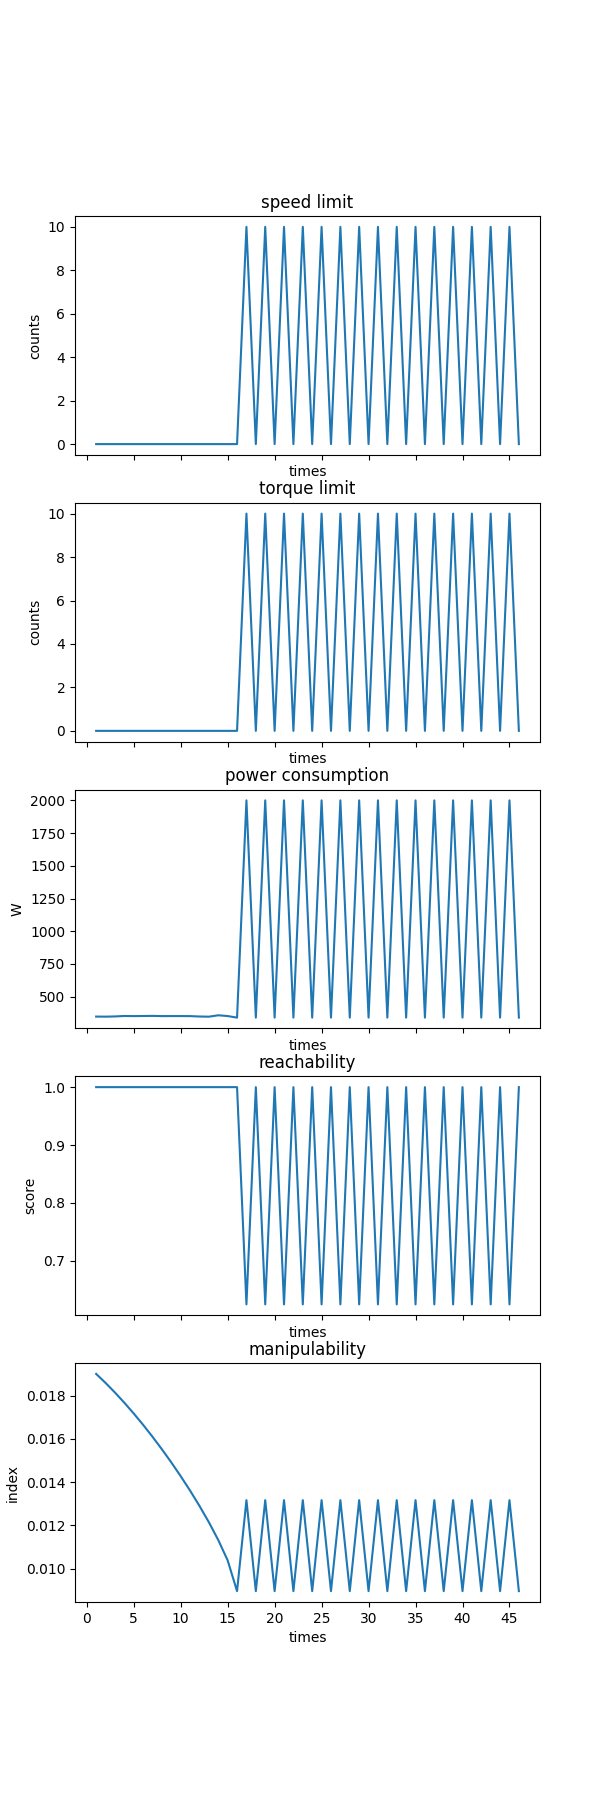 speed limit
10
8
6
4
2
0
counts
times
torque limit
10
8
6
4
2
0
counts
times
power consumption
2000
1750
1500
1250
1000
750
500
W
times
reachability
1.0
0.9
0.8
0.7
score
times
manipulability
0.018
0.016
0.014
0.012
0.010
index
0 5 10 15 20 25 30 35 40 45
times